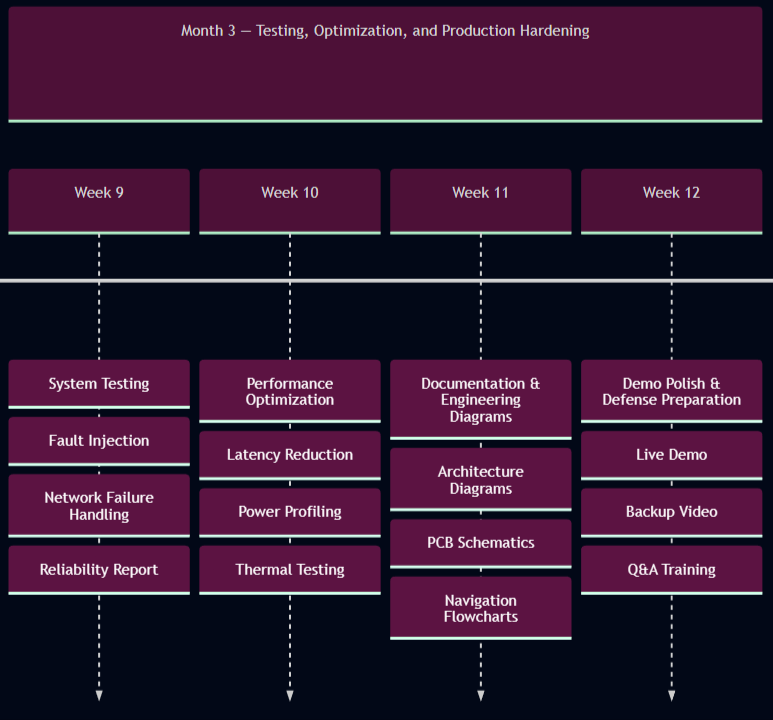 Month 3 — Testing, Optimization, and Production Hardening
Week 9
Week 10
Week 11
Week 12
System Testing
Fault Injection
Network Failure
Handling
Reliability Report
Performance
Optimization
Latency Reduction
Power Profiling
Thermal Testing
Documentation &
Engineering
Diagrams
Architecture
Diagrams
PCB Schematics
Navigation
Flowcharts
Demo Polish &
Defense Preparation
Live Demo
Backup Video
Q&A Training